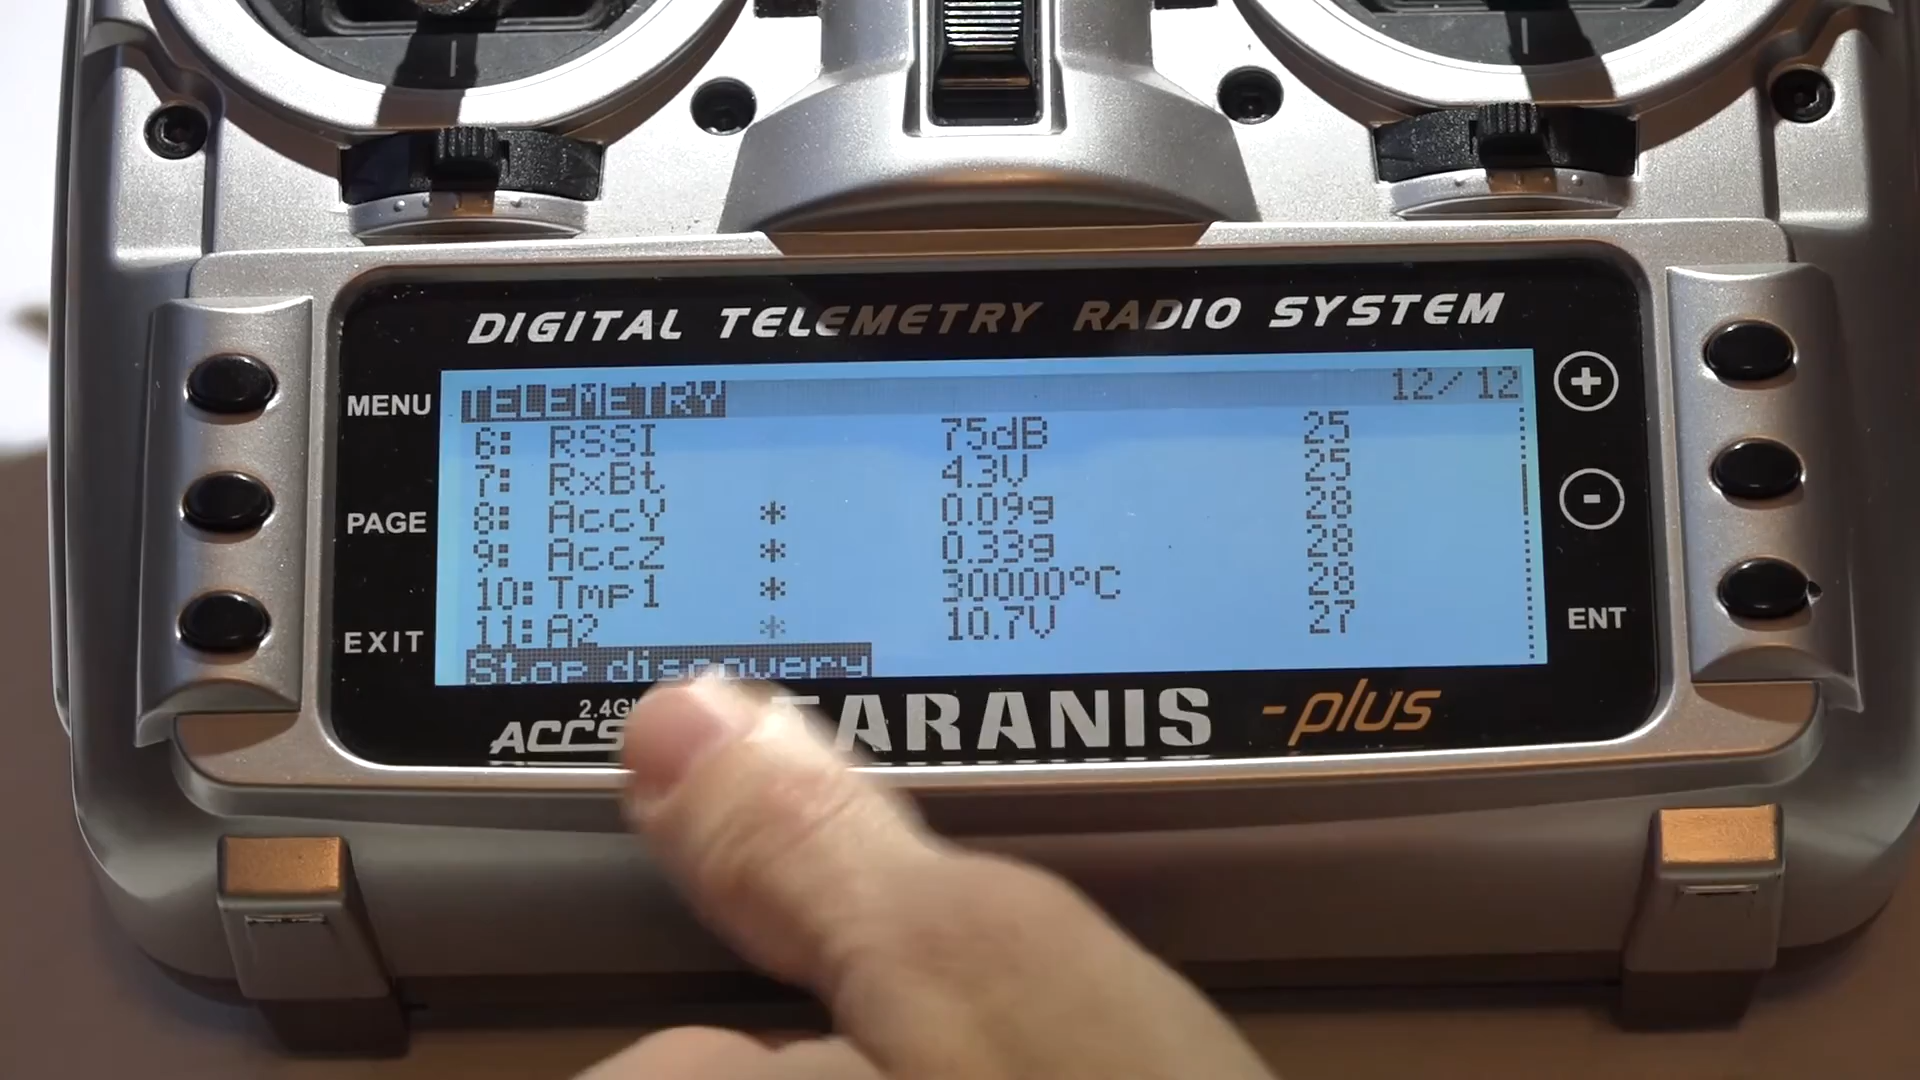 DIGITAL TELEMETRY RADIO SYSTEM
MENU
PAGE
EXIT
TELEMETRY 12/12
6: RSSI 75dB 25
7: RxBt 4.3V 25
8: AccY * 0.09g 28
9: AccZ * 0.33g 28
10: Tmp1 * 30000°C 28
11: A2 * 10.7V 27
Stop discovery
+
-
ENT
2.4G
TARANIS -plus